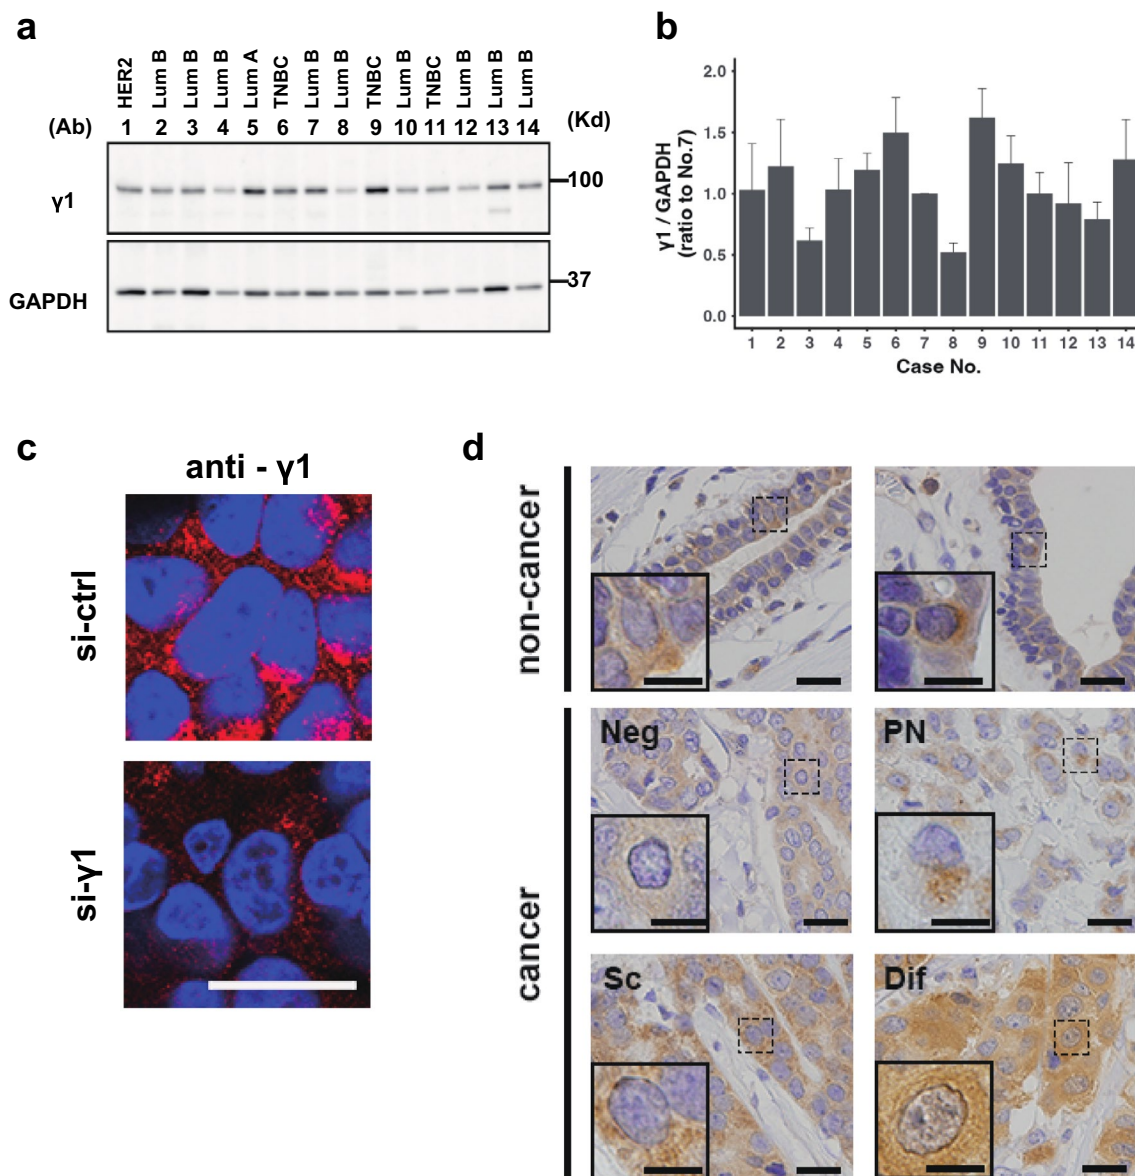 a
HER2
Lum B
Lum B
Lum B
Lum A
TNBC
Lum B
Lum B
TNBC
Lum B
TNBC
Lum B
Lum B
Lum B
(Ab) 1 2 3 4 5 6 7 8 9 10 11 12 13 14 (Kd)
γ1
100
GAPDH
37
b
γ1 / GAPDH
(ratio to No.7)
2.0
1.5
1.0
0.5
0.0
1 2 3 4 5 6 7 8 9 10 11 12 13 14
Case No.
c
anti - γ1
si-ctrl
si-γ1
d
non-cancer
cancer
Neg
PN
Sc
Dif